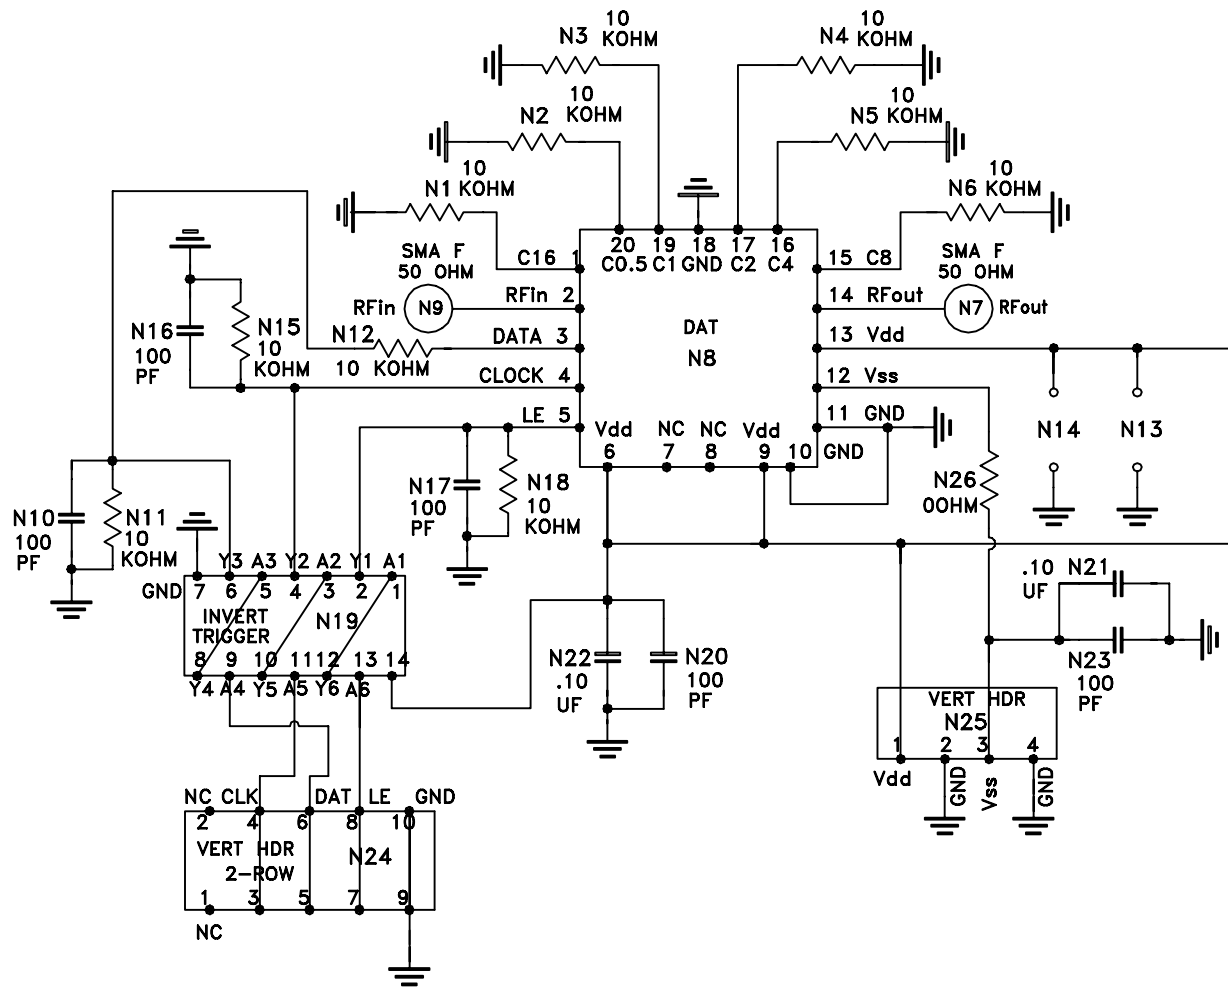 10
N3 KOHM
10
N4 KOHM
10
N2 KOHM
10
N5 KOHM
10
N1 KOHM
10
N6 KOHM
20 19 18 17 16
C0.5 C1 GND C2 C4
SMA F
50 OHM
C16 1
15 C8
SMA F
50 OHM
RFin N9 RFin 2
14 RFout N7 RFout
N16
100
PF
N15
10
KOHM
N12
10 KOHM
DATA 3
DAT
N8
13 Vdd
CLOCK 4
12 Vss
LE 5
11 GND
Vdd NC NC Vdd
6 7 8 9 10 GND
N14 N13
N17
100
PF
N18
10
KOHM
N26
0OHM
N10
100
PF
N11
10
KOHM
Y3 A3 Y2 A2 Y1 A1
GND 7 6 5 4 3 2 1
INVERT
TRIGGER
N19
8 9 10 11 12 13 14
Y4 A4 Y5 A5 Y6 A6
N22
.10
UF
N20
100
PF
.10
UF
N21
N23
100
PF
VERT HDR
N25
1 2 3 4
Vdd GND Vss GND
NC CLK DAT LE GND
2 4 6 8 10
VERT HDR
2-ROW
N24
1 3 5 7 9
NC